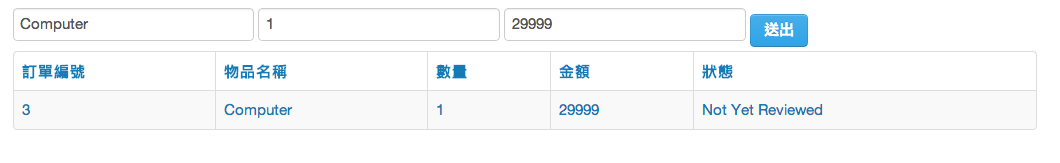 Computer 1 29999 送出
訂單編號 物品名稱 數量 金額 狀態
3 Computer 1 29999 Not Yet Reviewed